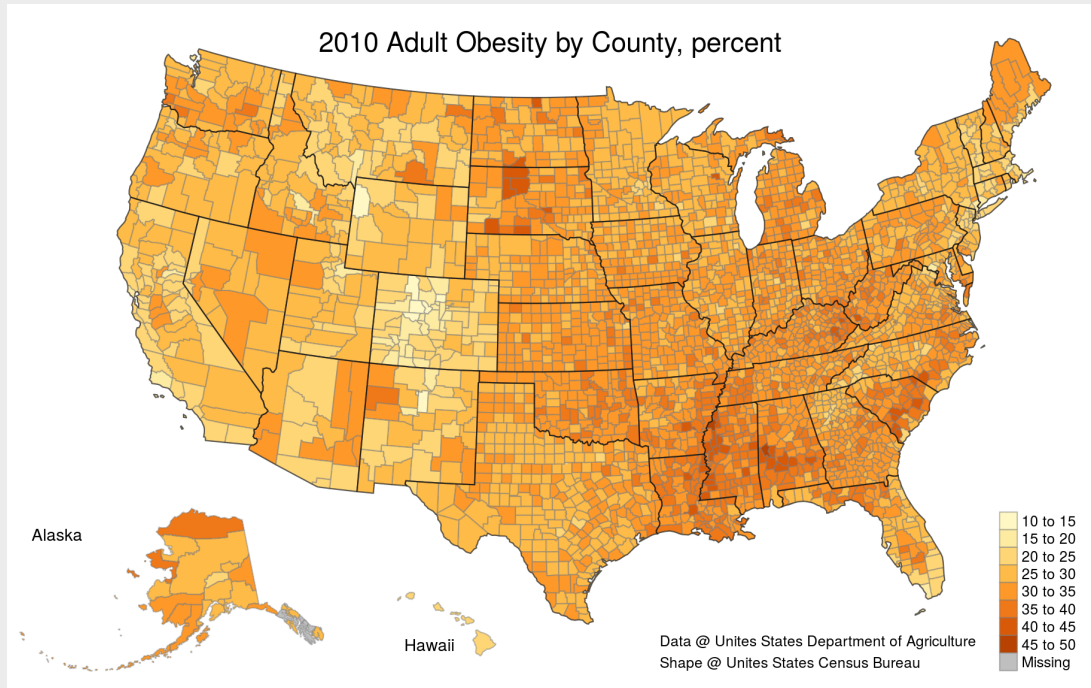 2010 Adult Obesity by County, percent
Alaska
Hawaii
10 to 15
15 to 20
20 to 25
25 to 30
30 to 35
35 to 40
40 to 45
45 to 50
Missing
Data @ Unites States Department of Agriculture
Shape @ Unites States Census Bureau